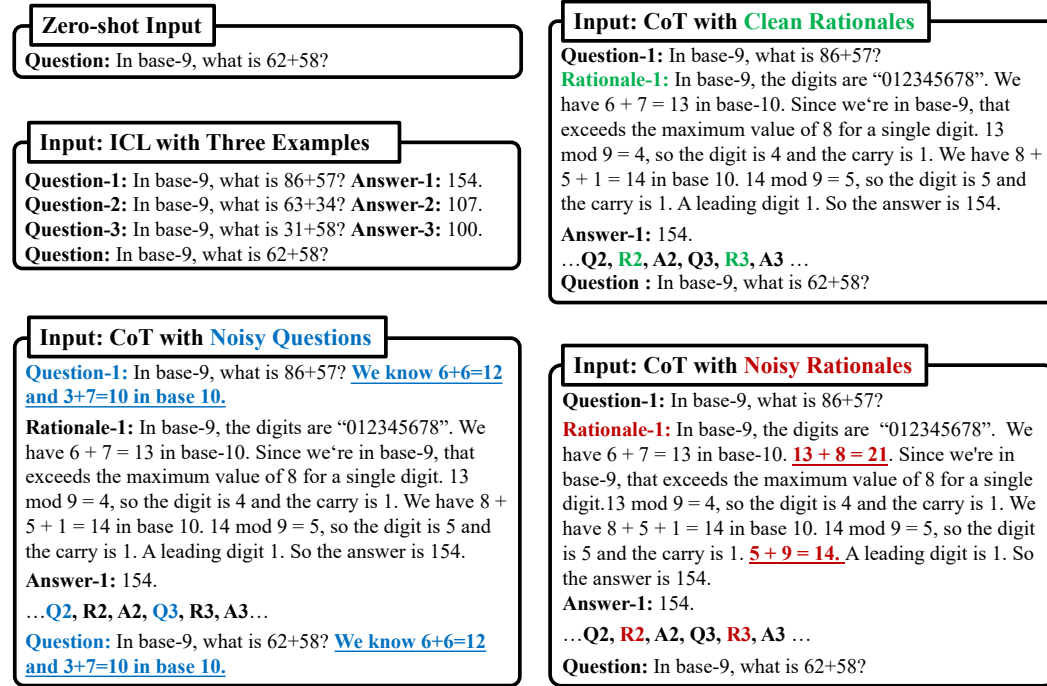 Zero-shot Input
Question: In base-9, what is 62+58?
Input: ICL with Three Examples
Question-1: In base-9, what is 86+57? Answer-1: 154.
Question-2: In base-9, what is 63+34? Answer-2: 107.
Question-3: In base-9, what is 31+58? Answer-3: 100.
Question: In base-9, what is 62+58?
Input: CoT with Noisy Questions
Question-1: In base-9, what is 86+57? We know 6+6=12
and 3+7=10 in base 10.
Rationale-1: In base-9, the digits are “012345678”. We
have 6 + 7 = 13 in base-10. Since we‘re in base-9, that
exceeds the maximum value of 8 for a single digit. 13
mod 9 = 4, so the digit is 4 and the carry is 1. We have 8 +
5 + 1 = 14 in base 10. 14 mod 9 = 5, so the digit is 5 and
the carry is 1. A leading digit 1. So the answer is 154.
Answer-1: 154.
…Q2, R2, A2, Q3, R3, A3…
Question: In base-9, what is 62+58? We know 6+6=12
and 3+7=10 in base 10.
Input: CoT with Clean Rationales
Question-1: In base-9, what is 86+57?
Rationale-1: In base-9, the digits are “012345678”. We
have 6 + 7 = 13 in base-10. Since we‘re in base-9, that
exceeds the maximum value of 8 for a single digit. 13
mod 9 = 4, so the digit is 4 and the carry is 1. We have 8 +
5 + 1 = 14 in base 10. 14 mod 9 = 5, so the digit is 5 and
the carry is 1. A leading digit 1. So the answer is 154.
Answer-1: 154.
…Q2, R2, A2, Q3, R3, A3 …
Question : In base-9, what is 62+58?
Input: CoT with Noisy Rationales
Question-1: In base-9, what is 86+57?
Rationale-1: In base-9, the digits are “012345678”. We
have 6 + 7 = 13 in base-10. 13 + 8 = 21. Since we're in
base-9, that exceeds the maximum value of 8 for a single
digit.13 mod 9 = 4, so the digit is 4 and the carry is 1. We
have 8 + 5 + 1 = 14 in base 10. 14 mod 9 = 5, so the digit
is 5 and the carry is 1. 5 + 9 = 14. A leading digit is 1. So
the answer is 154.
Answer-1: 154.
…Q2, R2, A2, Q3, R3, A3 …
Question: In base-9, what is 62+58?